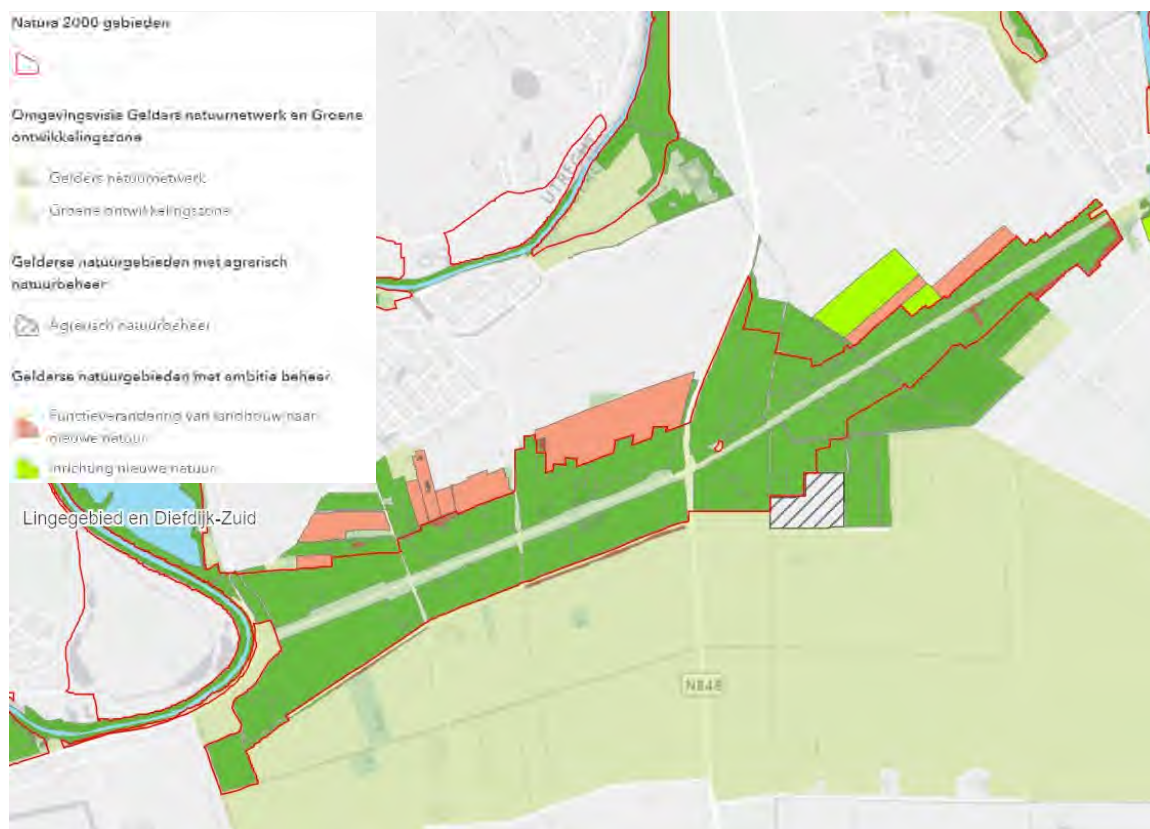 Natura 2000 gebieden
Omgevingsvisie Gelders natuurnetwerk en Groene
ontwikkelingszone
Gelders natuurnetwerk
Groene ontwikkelingszone
Gelderse natuurgebieden met agrarisch
natuurbeheer
Agrarisch natuurbeheer
Gelderse natuurgebieden met ambitie beheer
Functieverandering van landbouw naar
nieuwe natuur
Inrichting nieuwe natuur
UTRECHT
Lingegebied en Diefdijk-Zuid
N848